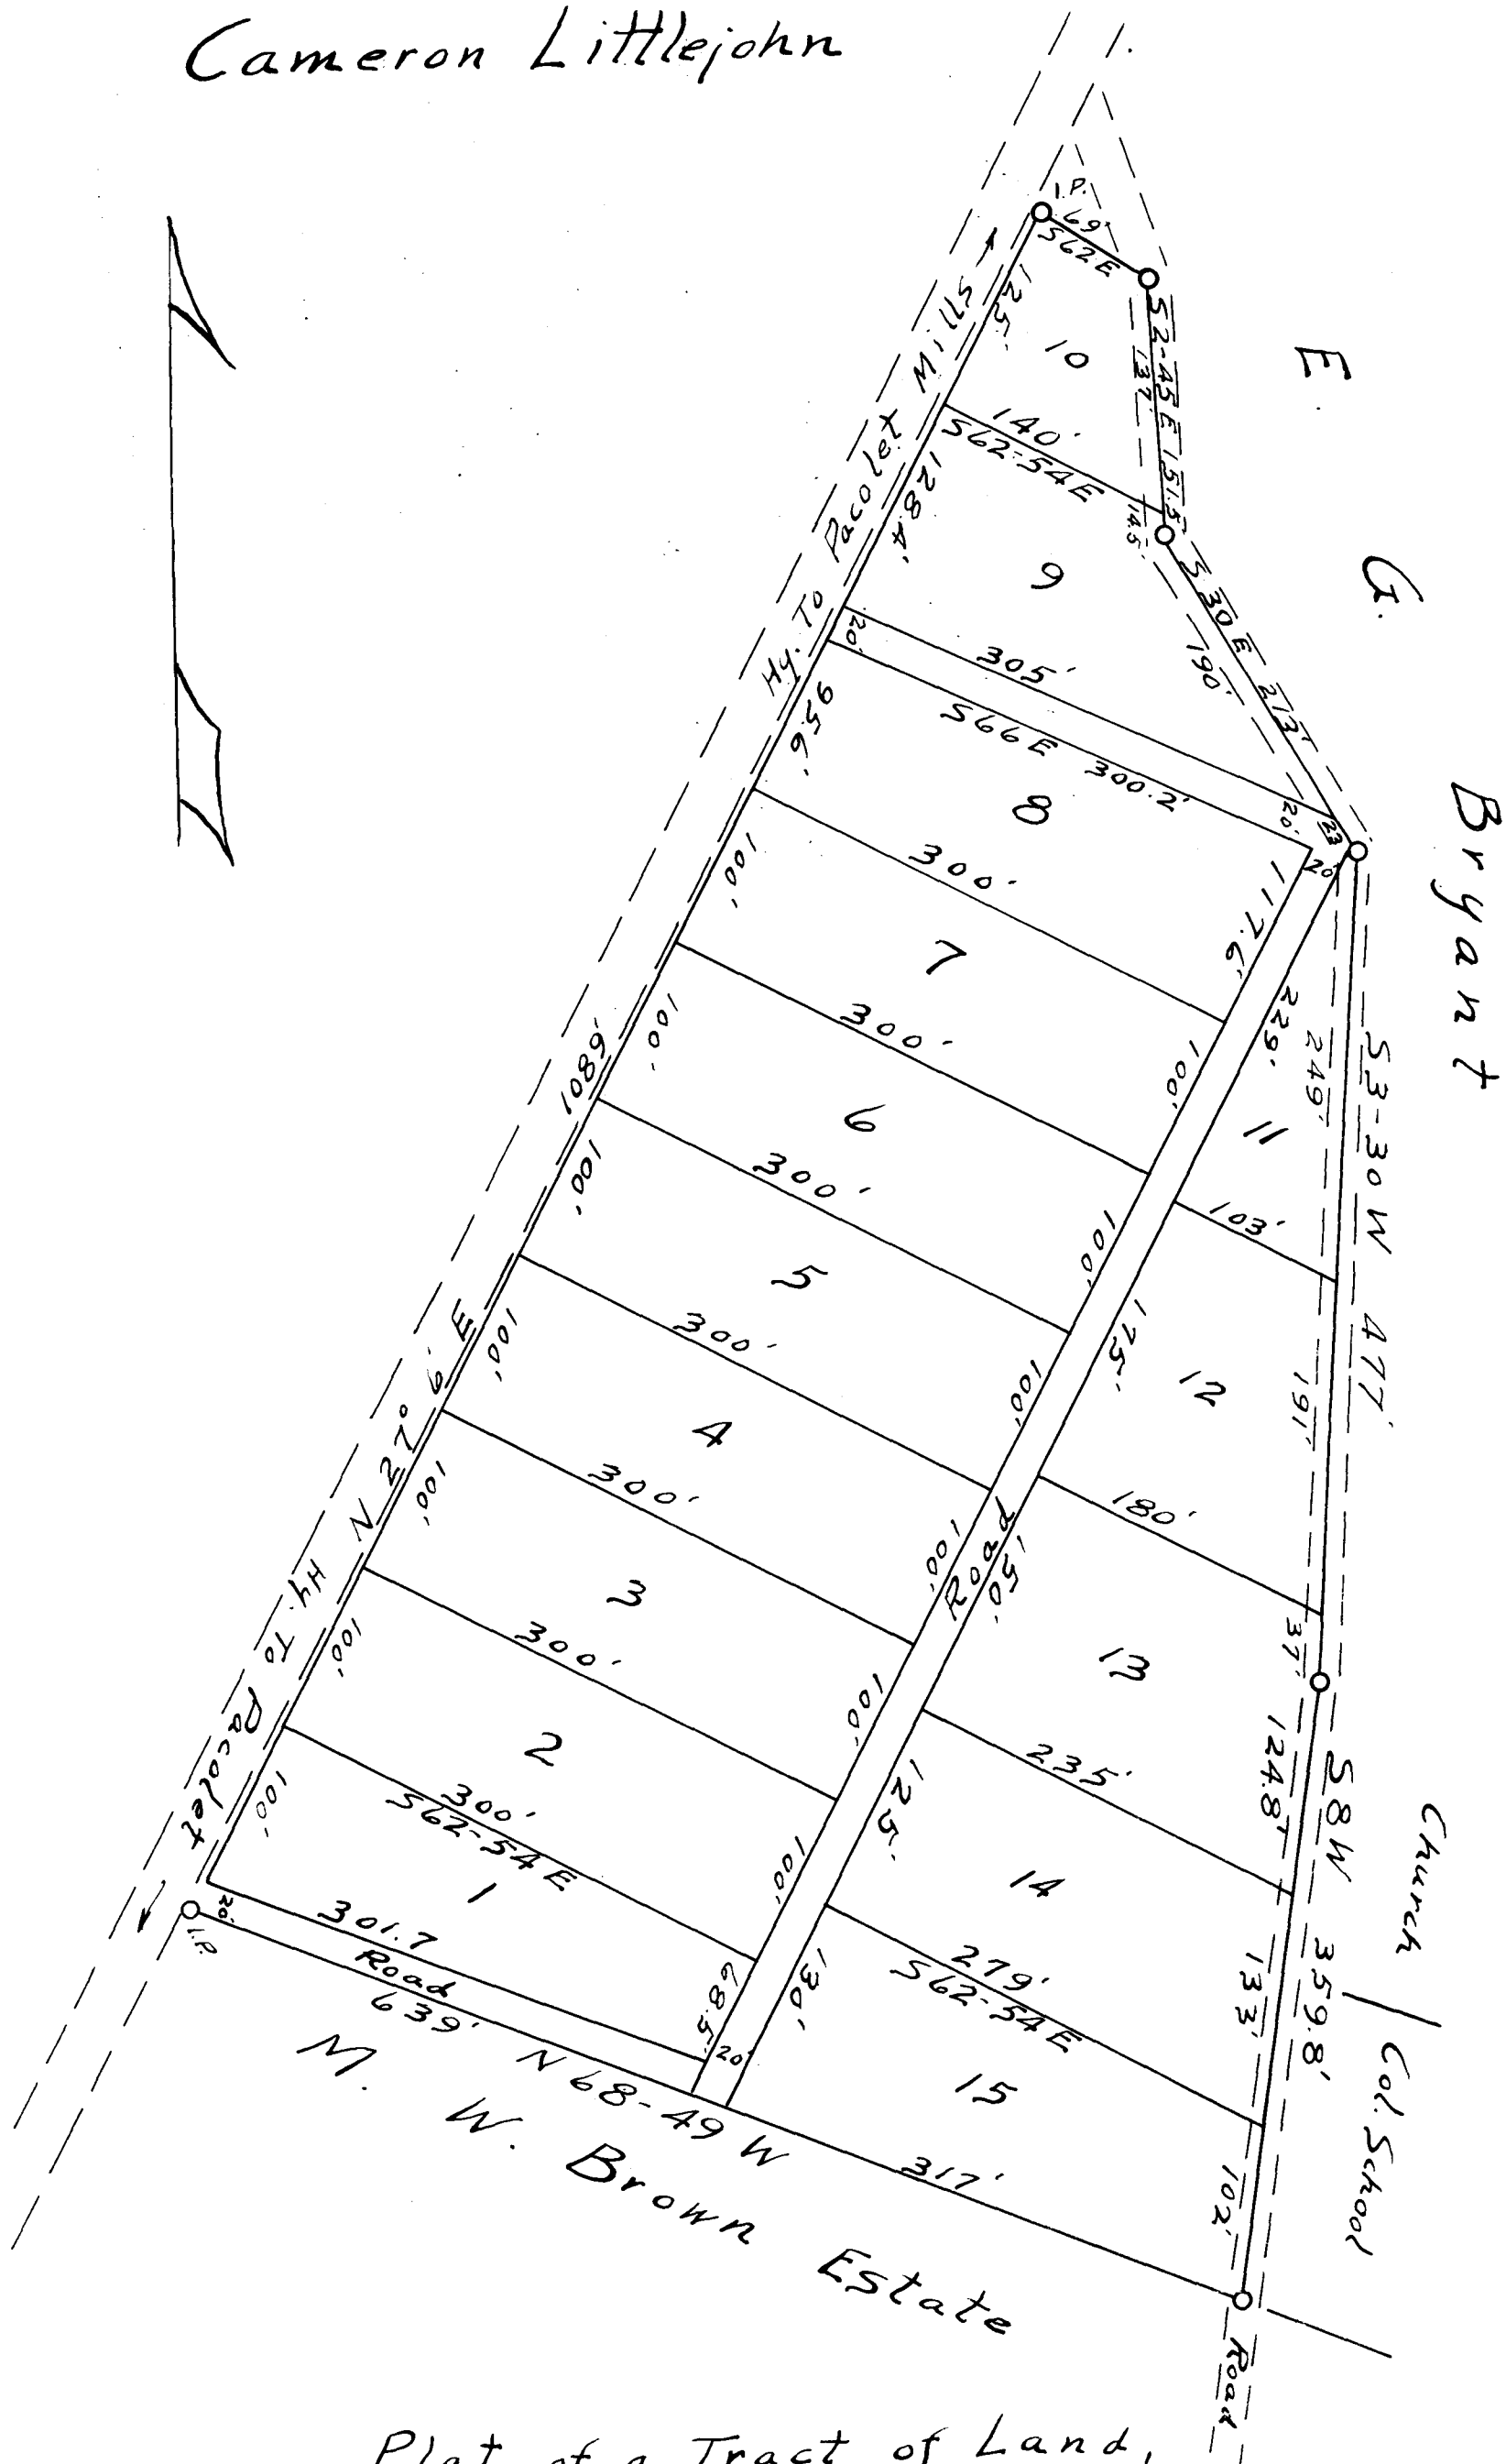 Cameron Littlejohn
E. G. Bryant
I.P.
69'
S62E
S2-45E 151.5'
137'
14.5'
125'
10
140'
S62-54E
Hy. To Pacolet Mills
128.4'
9
S 30 E 213'
190'
20'
305'
S66E 300.2'
20'
23
20'
95.6'
8
117.6'
300'
100'
7
100'
300'
100'
6
100'
300'
100'
5
100'
300'
100'
4
100'
300'
100'
3
100'
300'
100'
2
100'
300'
S62-54E
100'
1
68.5'
1089'
N 27° 6' E
Hy. To Pacolet
229'
249'
11
S3-30W 477'
103'
175'
12
191'
180'
Road
150'
13
37'
124.8'
235'
125'
14
133'
S8W 359.8'
279'
S62-54E
130'
15
102'
Church
Col. School
20'
I.P.
301.7
Road
20'
639' N68-49W
317'
M. W. Brown Estate
Road
Plat of a Tract of Land,